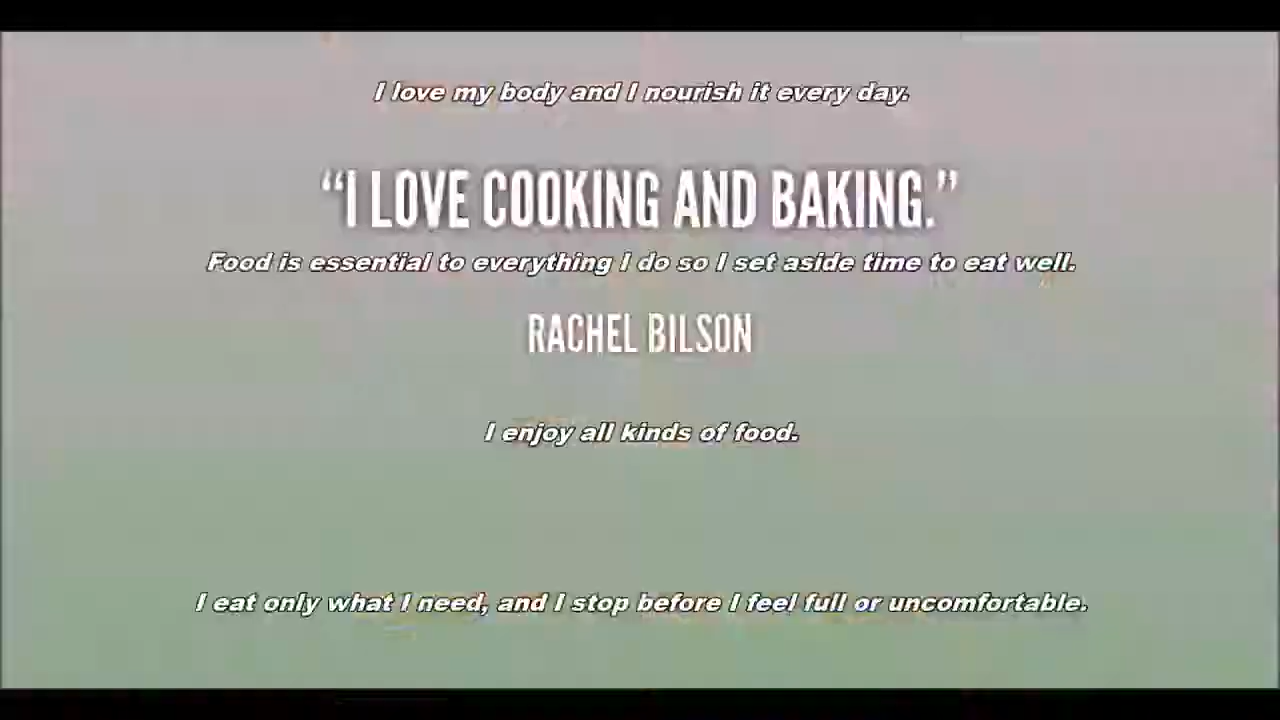 I love my body and I nourish it every day.
“I LOVE COOKING AND BAKING.”
Food is essential to everything I do so I set aside time to eat well.
RACHEL BILSON
I enjoy all kinds of food.
I eat only what I need, and I stop before I feel full or uncomfortable.